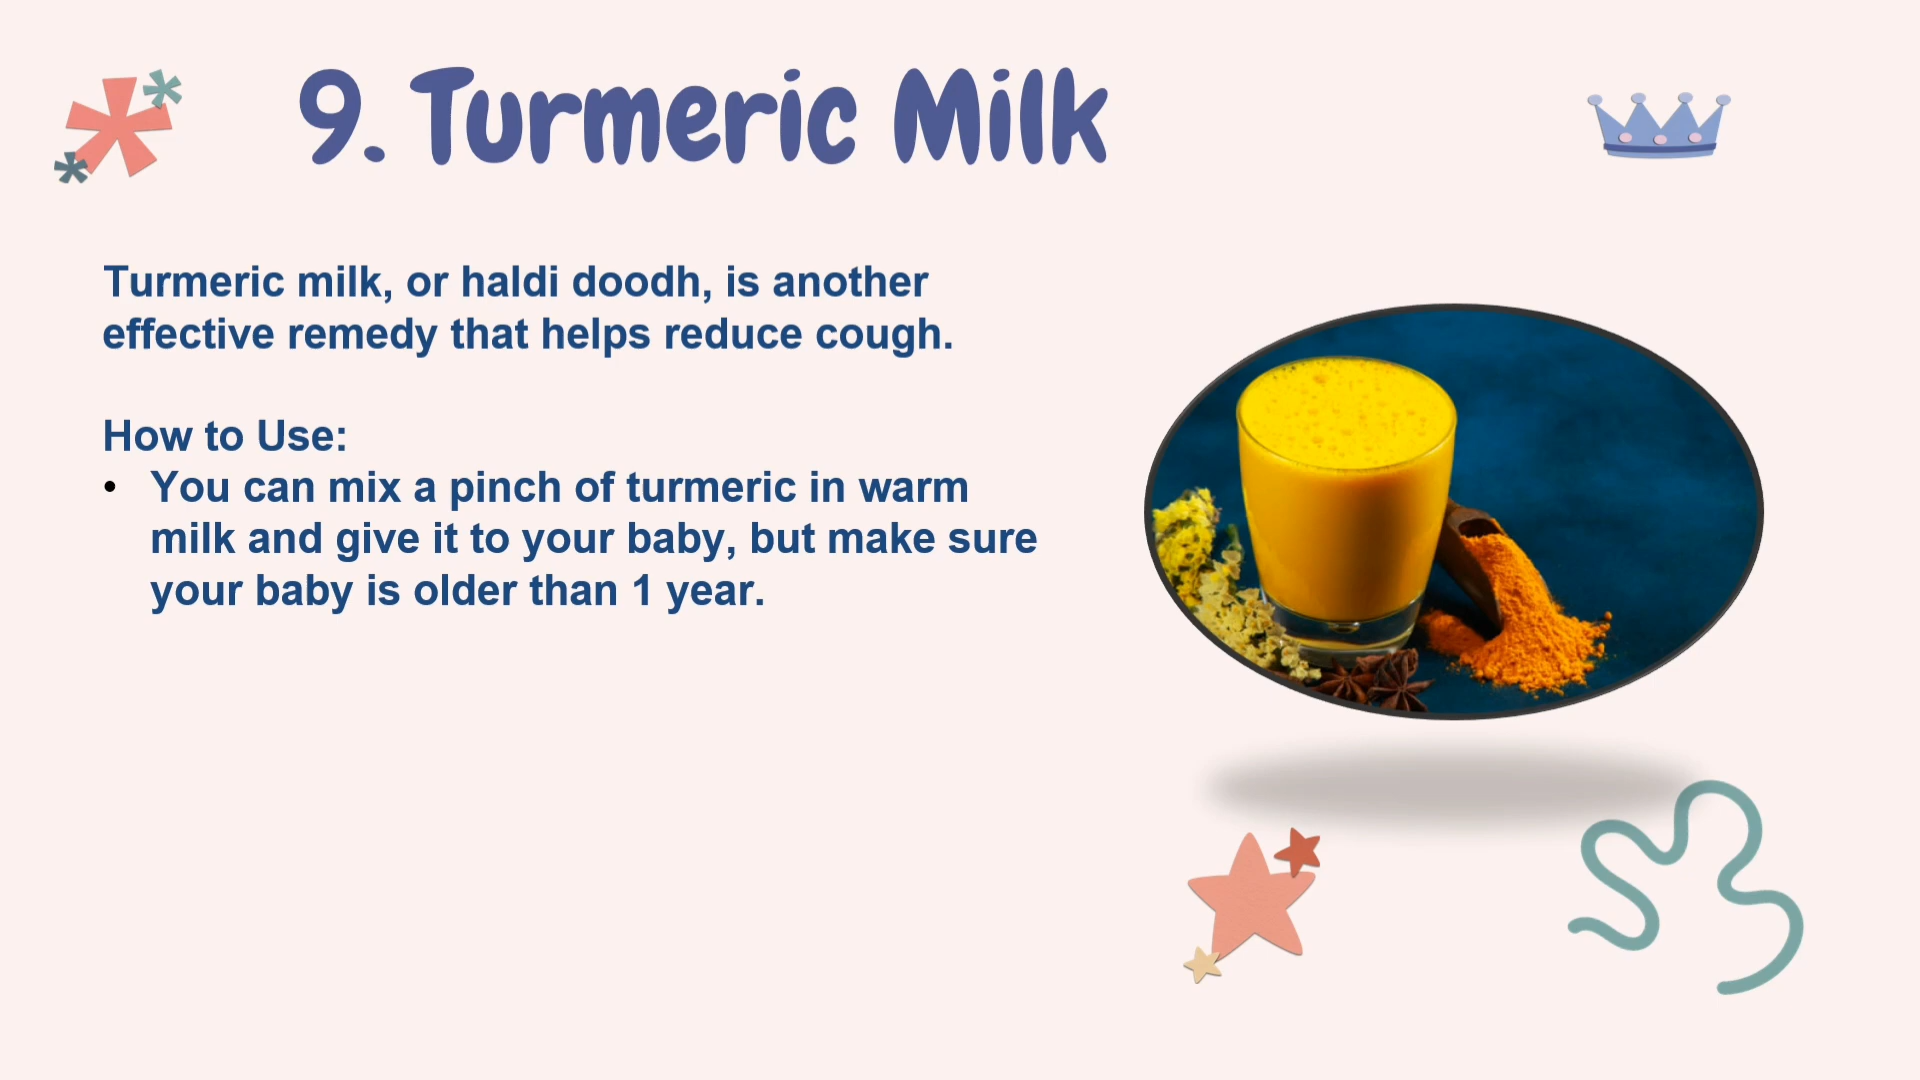 9. Turmeric Milk
Turmeric milk, or haldi doodh, is another
effective remedy that helps reduce cough.
How to Use:
• You can mix a pinch of turmeric in warm
milk and give it to your baby, but make sure
your baby is older than 1 year.